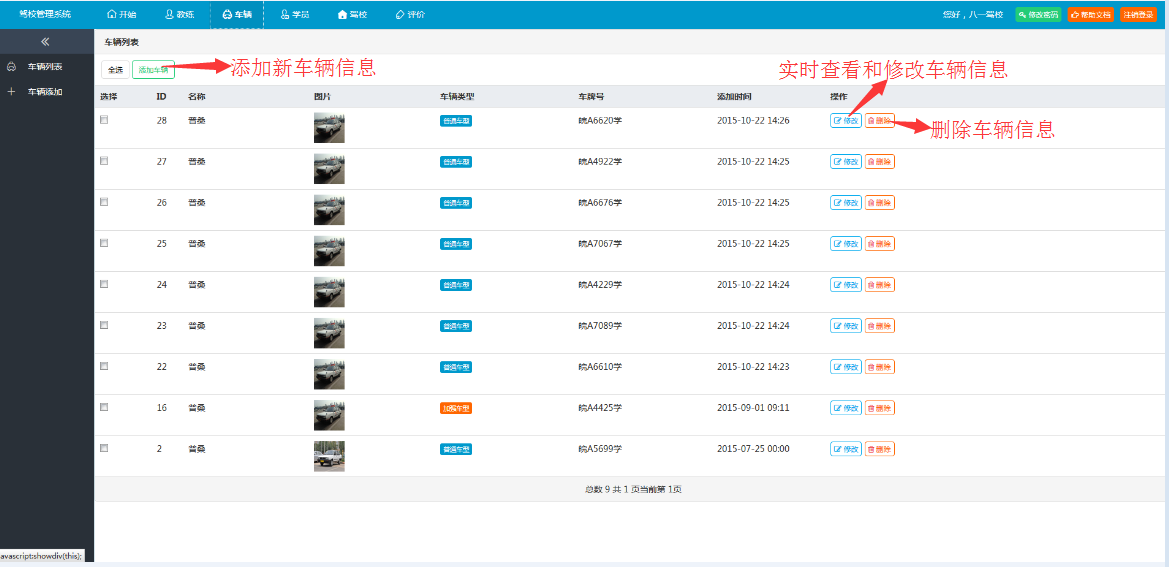 驾校管理系统 开始 教练 车辆 学员 驾校 评价 您好，八一驾校 修改密码 帮助文档 注销登录
车辆列表
车辆列表
车辆添加
全选 添加车辆 添加新车辆信息 实时查看和修改车辆信息
选择 ID 名称 图片 车辆类型 车牌号 添加时间 操作
28 普桑 普通车型 皖A6620学 2015-10-22 14:26 修改 删除 删除车辆信息
27 普桑 普通车型 皖A4922学 2015-10-22 14:25 修改 删除
26 普桑 普通车型 皖A6676学 2015-10-22 14:25 修改 删除
25 普桑 普通车型 皖A7067学 2015-10-22 14:25 修改 删除
24 普桑 普通车型 皖A4229学 2015-10-22 14:24 修改 删除
23 普桑 普通车型 皖A7089学 2015-10-22 14:24 修改 删除
22 普桑 普通车型 皖A6610学 2015-10-22 14:23 修改 删除
16 普桑 车型 皖A4425学 2015-09-01 09:11 修改 删除
2 普桑 普通车型 皖A5699学 2015-07-25 00:00 修改 删除
总数 9 共 1 页当前第 1页
avascript:showdiv(this);